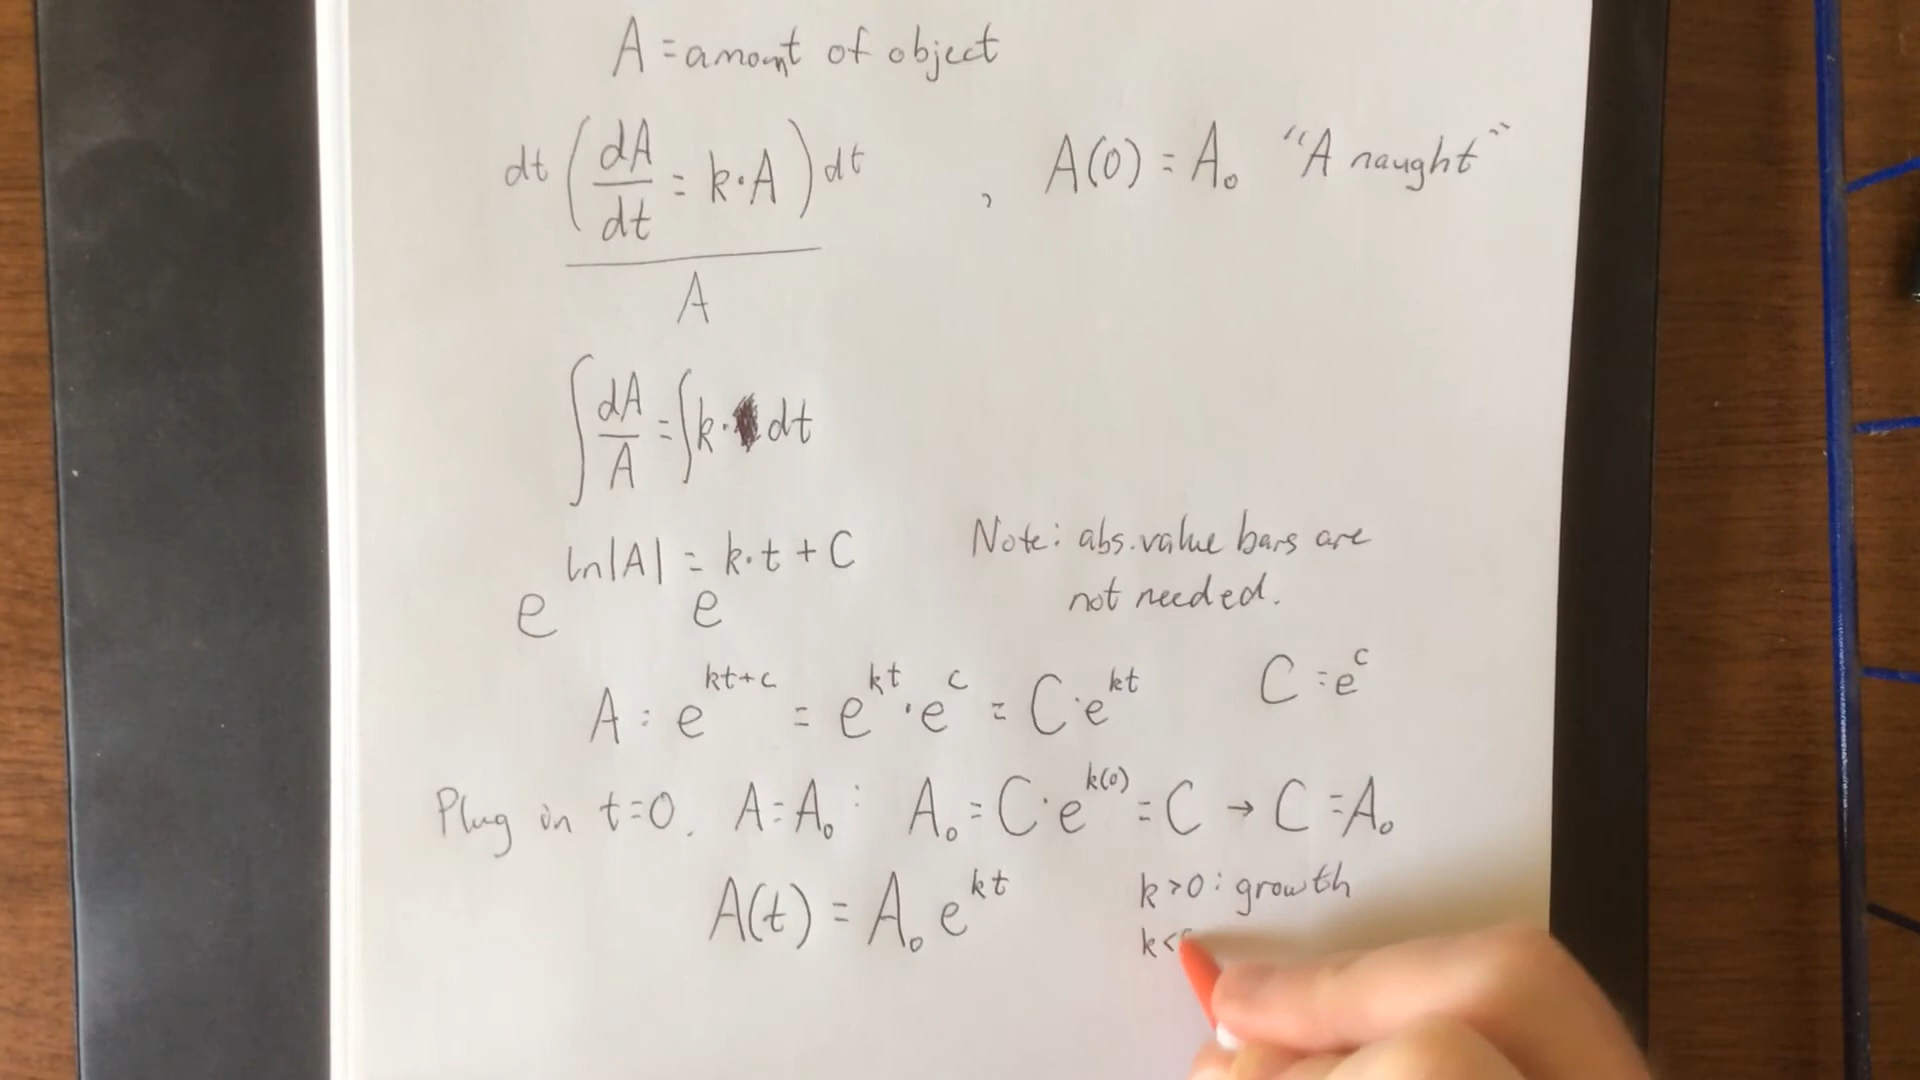 A = amount of object
dt (dA/dt = k·A) dt , A(0) = A₀ "A naught"
A
∫ dA/A = ∫ k· dt
e^(ln|A|) = e^(k·t + C) Note: abs. value bars are
not needed.
A = e^(kt+c) = e^(kt) · e^c = C·e^(kt) C = e^c
Plug in t=0. A=A₀: A₀ = C·e^(k(0)) = C → C = A₀
A(t) = A₀ e^(kt) k>0: growth
k<